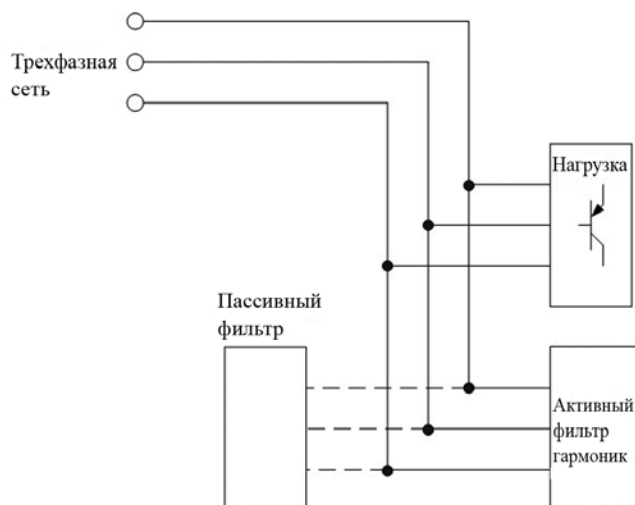 Трехфазная
сеть
Нагрузка
Пассивный
фильтр
Активный
фильтр
гармоник